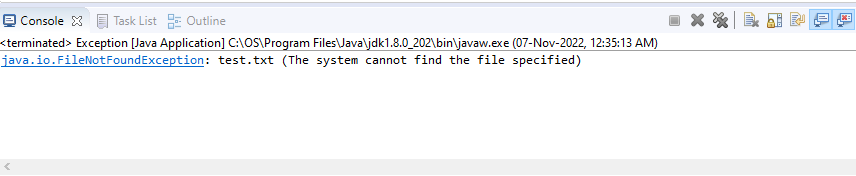 Console Task List Outline
<terminated> Exception [Java Application] C:\OS\Program Files\Java\jdk1.8.0_202\bin\javaw.exe (07-Nov-2022, 12:35:13 AM)
java.io.FileNotFoundException: test.txt (The system cannot find the file specified)